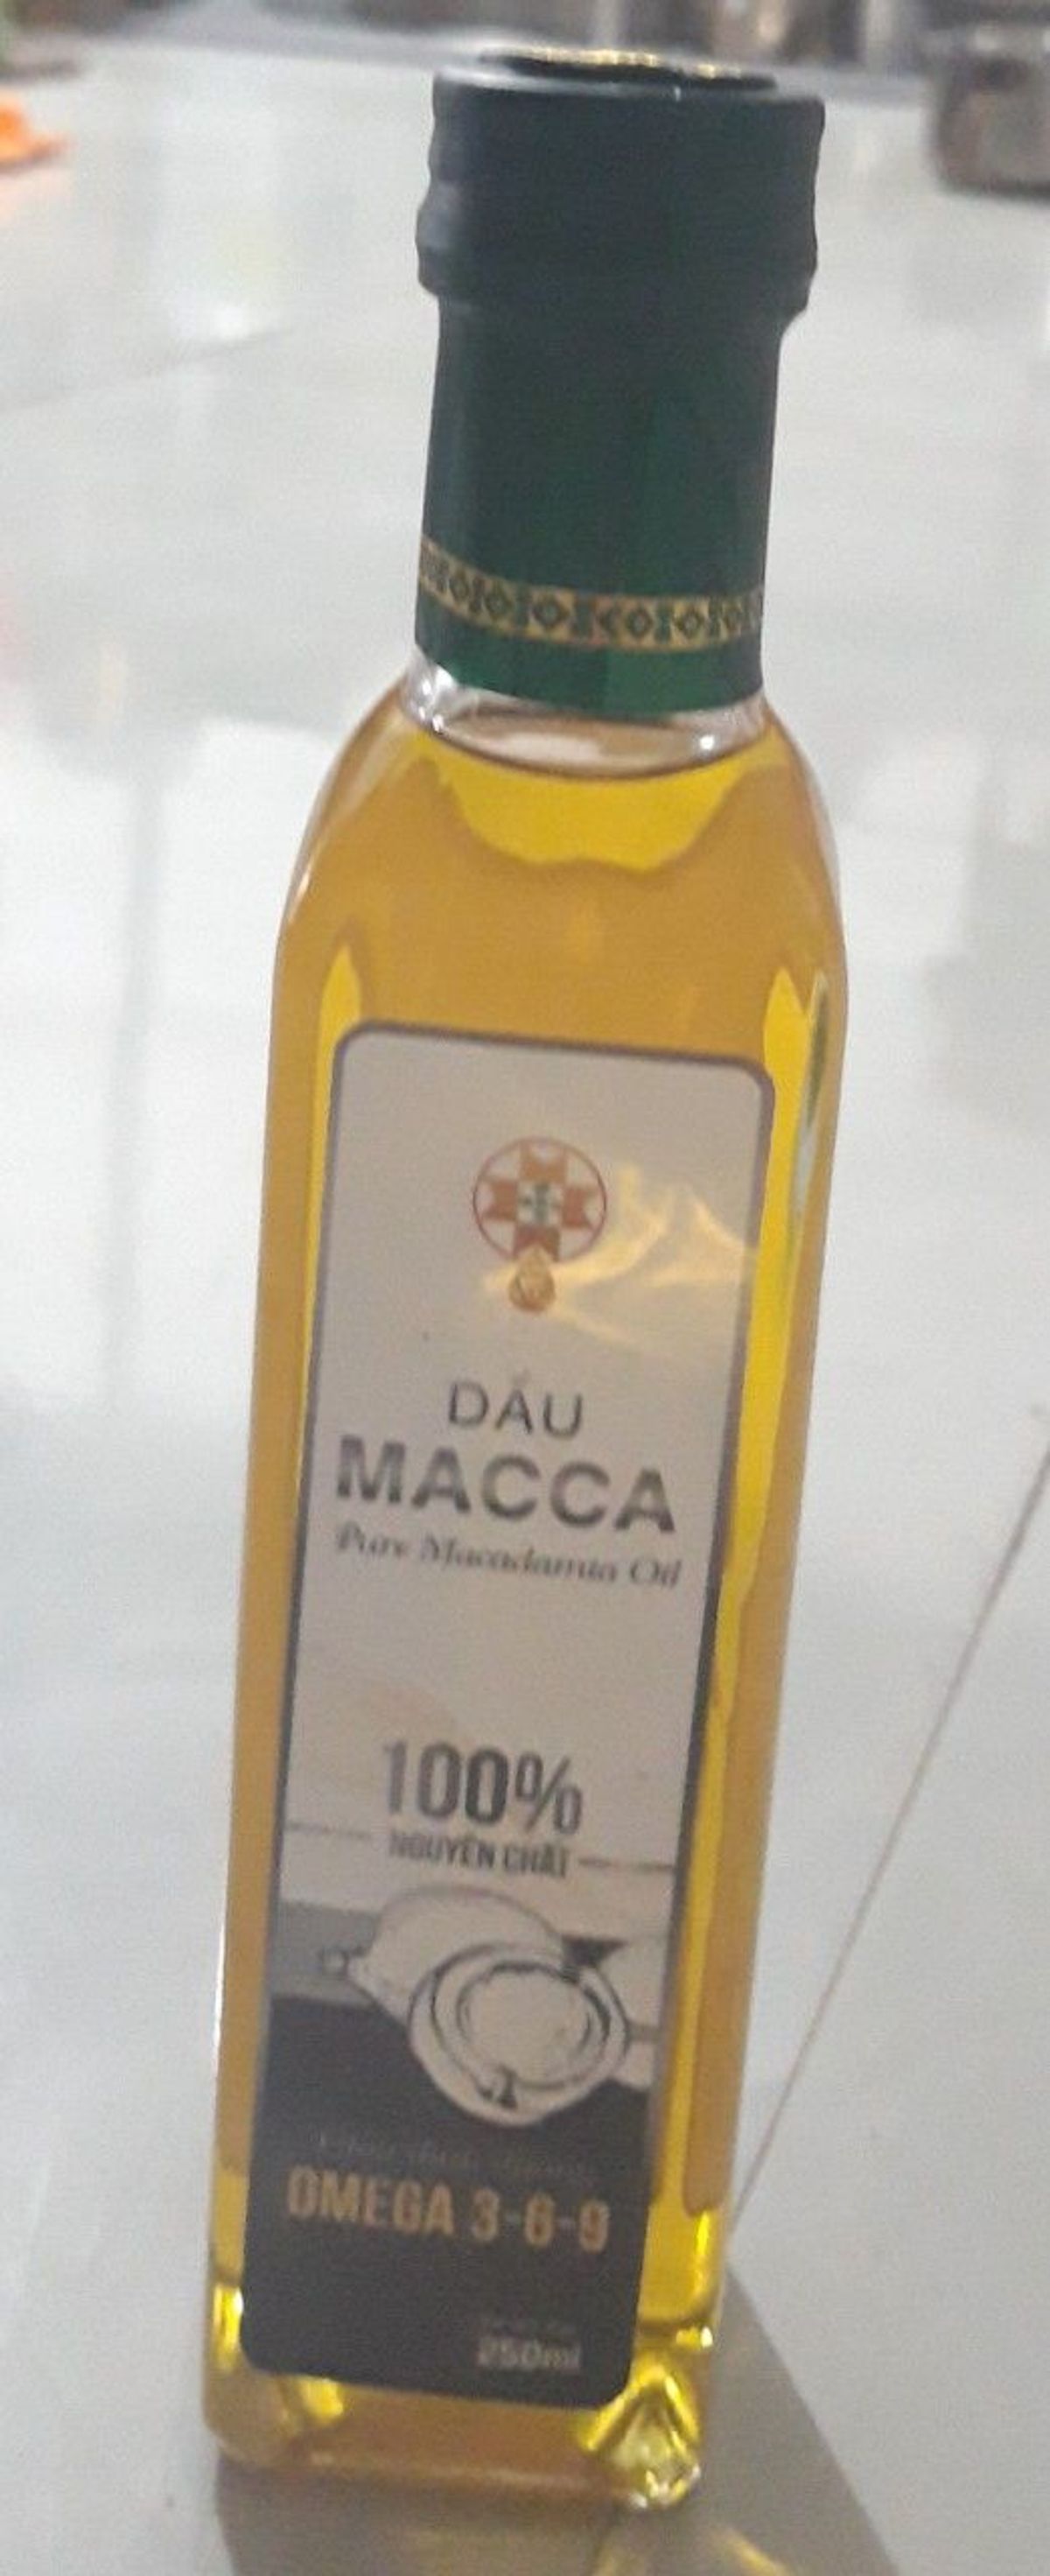 DẦU
MACCA
Pure Macadamia Oil
100%
NGUYÊN CHẤT
OMEGA 3-6-9
250ml